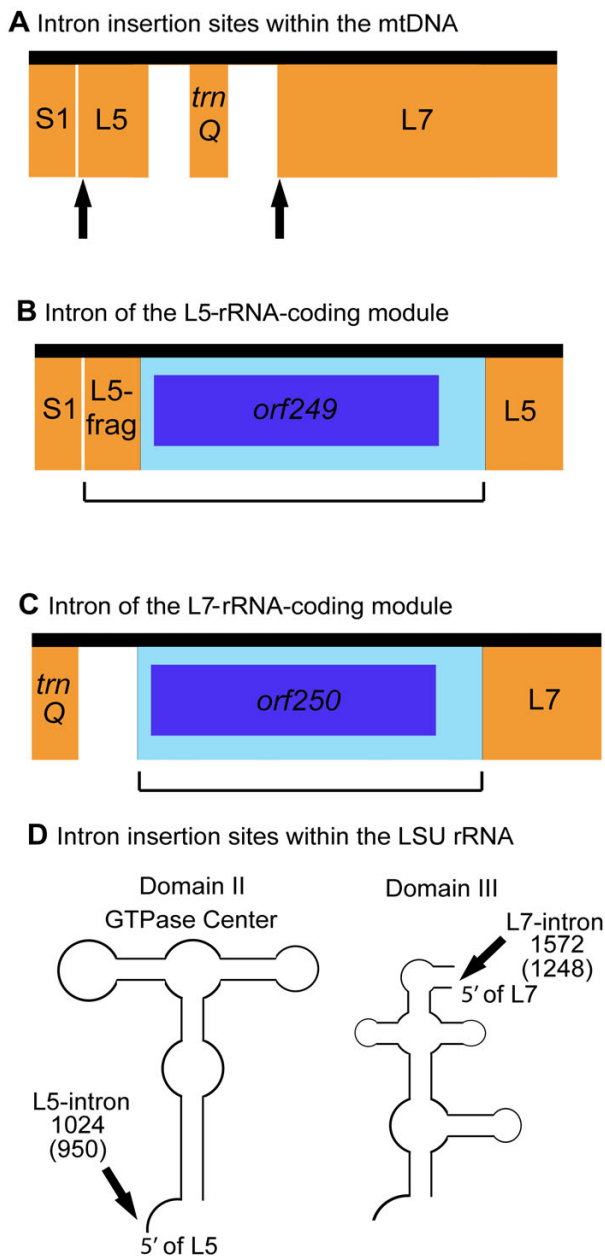 A Intron insertion sites within the mtDNA
S1 L5 trn Q L7
B Intron of the L5-rRNA-coding module
S1 L5-frag orf249 L5
C Intron of the L7-rRNA-coding module
trn Q orf250 L7
D Intron insertion sites within the LSU rRNA
Domain II
GTPase Center
Domain III
L7-intron
1572
(1248)
5′ of L7
L5-intron
1024
(950)
5′ of L5